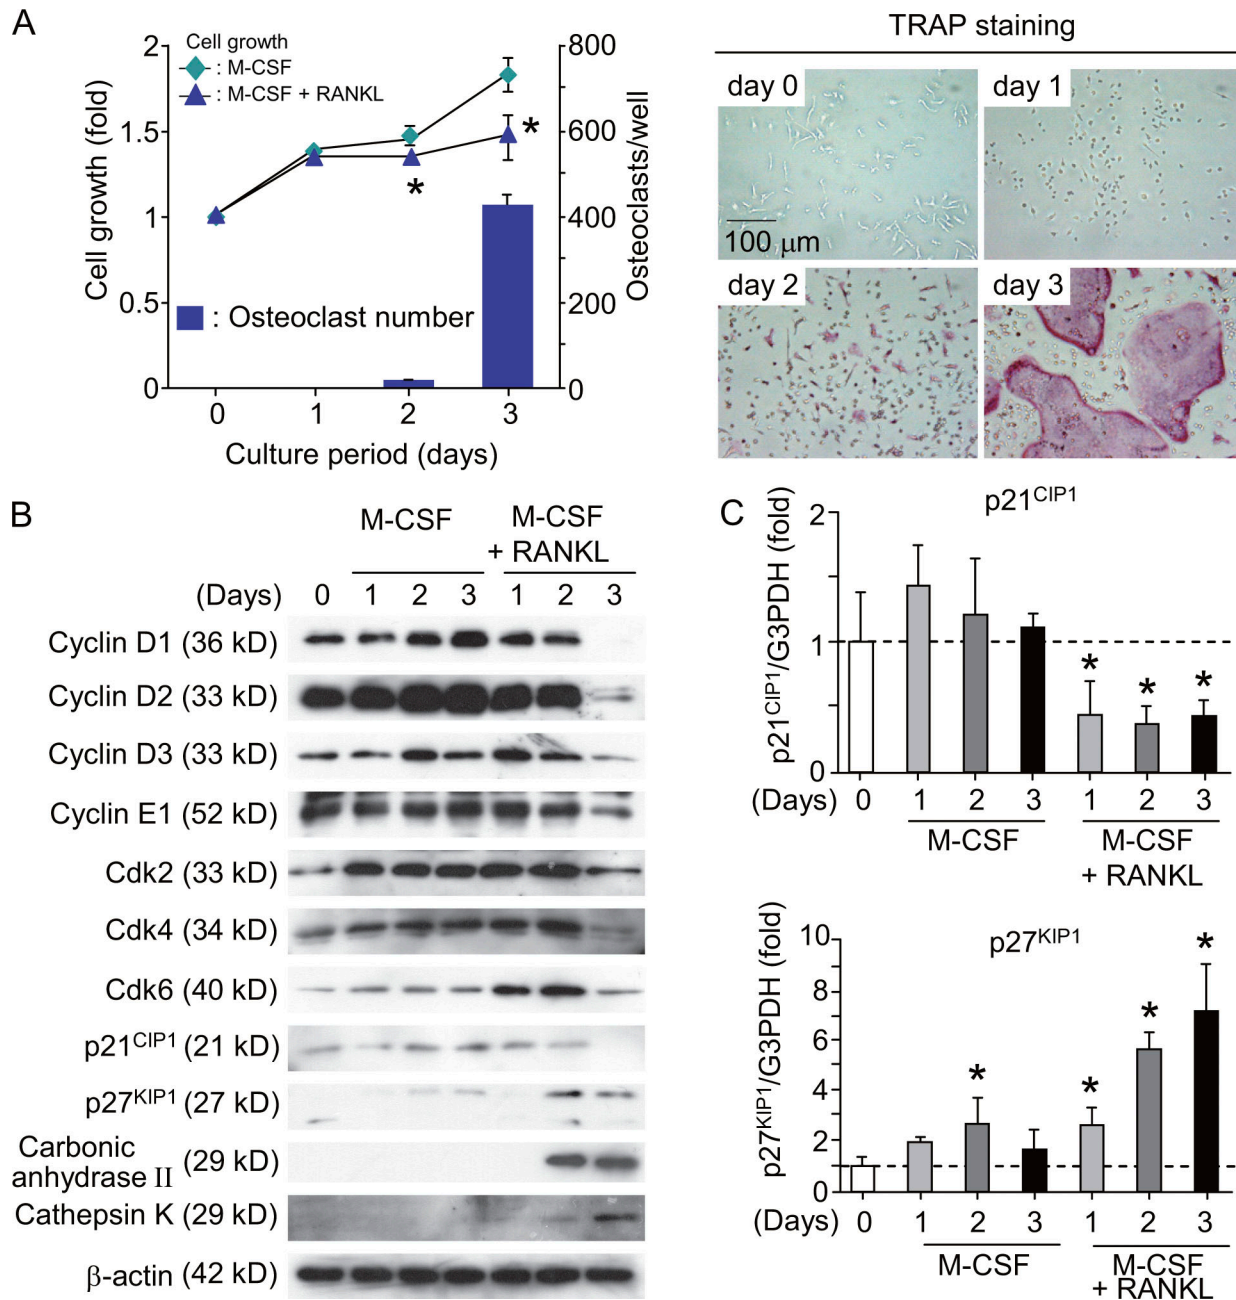 A
Cell growth
: M-CSF
: M-CSF + RANKL
: Osteoclast number
Cell growth (fold)
2
1.5
1
0.5
0
Osteoclasts/well
800
600
400
200
0
*
*
0 1 2 3
Culture period (days)
TRAP staining
day 0
day 1
100 μm
day 2
day 3
B
M-CSF
M-CSF
+ RANKL
(Days) 0 1 2 3 1 2 3
Cyclin D1 (36 kD)
Cyclin D2 (33 kD)
Cyclin D3 (33 kD)
Cyclin E1 (52 kD)
Cdk2 (33 kD)
Cdk4 (34 kD)
Cdk6 (40 kD)
p21CIP1 (21 kD)
p27KIP1 (27 kD)
Carbonic
anhydrase II (29 kD)
Cathepsin K (29 kD)
β-actin (42 kD)
C
p21CIP1
p21CIP1/G3PDH (fold)
2
1
0
* * *
(Days) 0 1 2 3 1 2 3
M-CSF
M-CSF
+ RANKL
p27KIP1
p27KIP1/G3PDH (fold)
10
8
6
4
2
0
* * * *
(Days) 0 1 2 3 1 2 3
M-CSF
M-CSF
+ RANKL